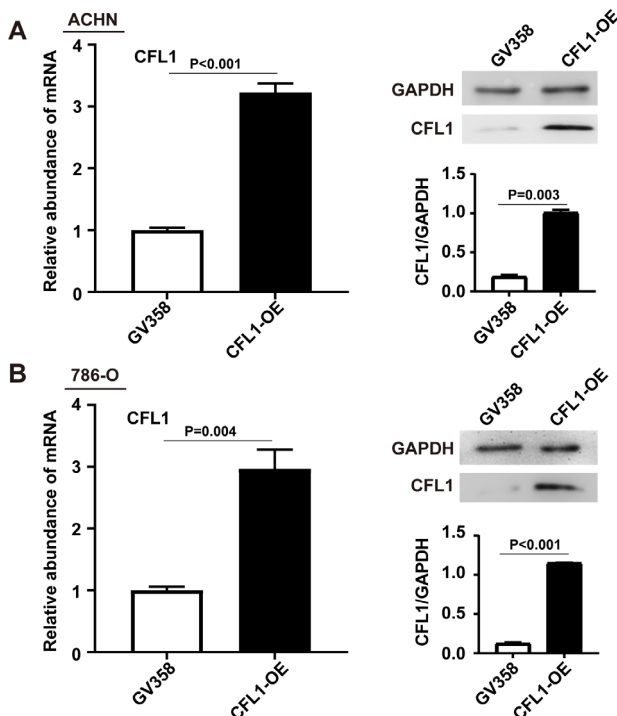 A
ACHN
Relative abundance of mRNA
4
3
2
1
0
CFL1
P<0.001
GV358
CFL1-OE
GV358
CFL1-OE
GAPDH
CFL1
CFL1/GAPDH
1.5
1.0
0.5
0.0
P=0.003
GV358
CFL1-OE
B
786-O
Relative abundance of mRNA
4
3
2
1
0
CFL1
P=0.004
GV358
CFL1-OE
GV358
CFL1-OE
GAPDH
CFL1
CFL1/GAPDH
1.5
1.0
0.5
0.0
P<0.001
GV358
CFL1-OE